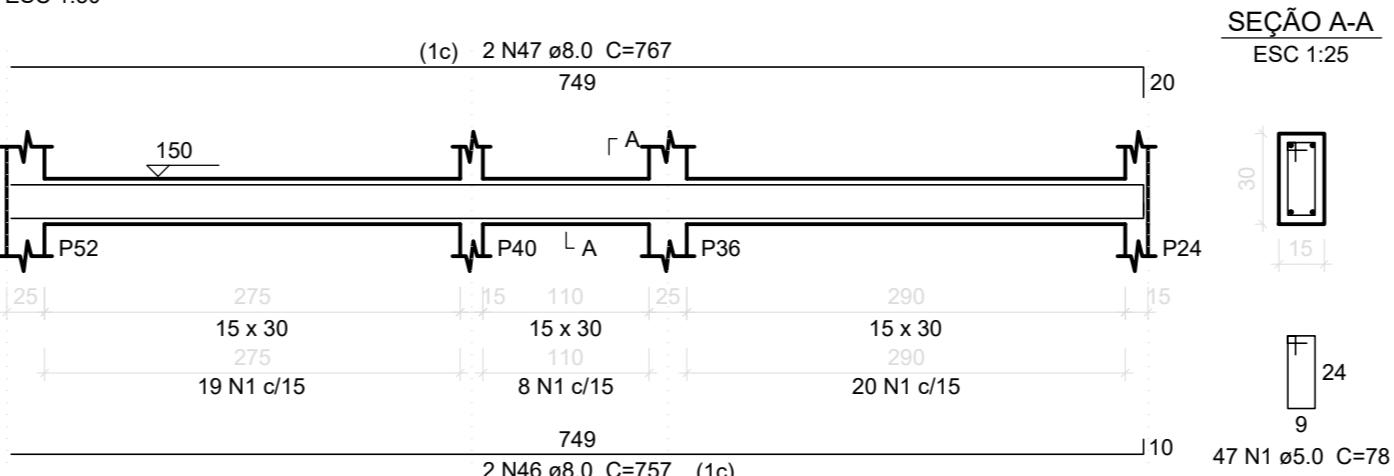 SEÇÃO A-A
ESC 1:25
(1c) 2 N47 ø8.0 C=767
749
20
A
150
30
P52 P40 A P36 P24
15
25 275 15 110 25 290 15
15 x 30 15 x 30 15 x 30
275 110 290
19 N1 c/15 8 N1 c/15 20 N1 c/15
24
9
749
10
47 N1 ø5.0 C=78
2 N46 ø8.0 C=757 (1c)